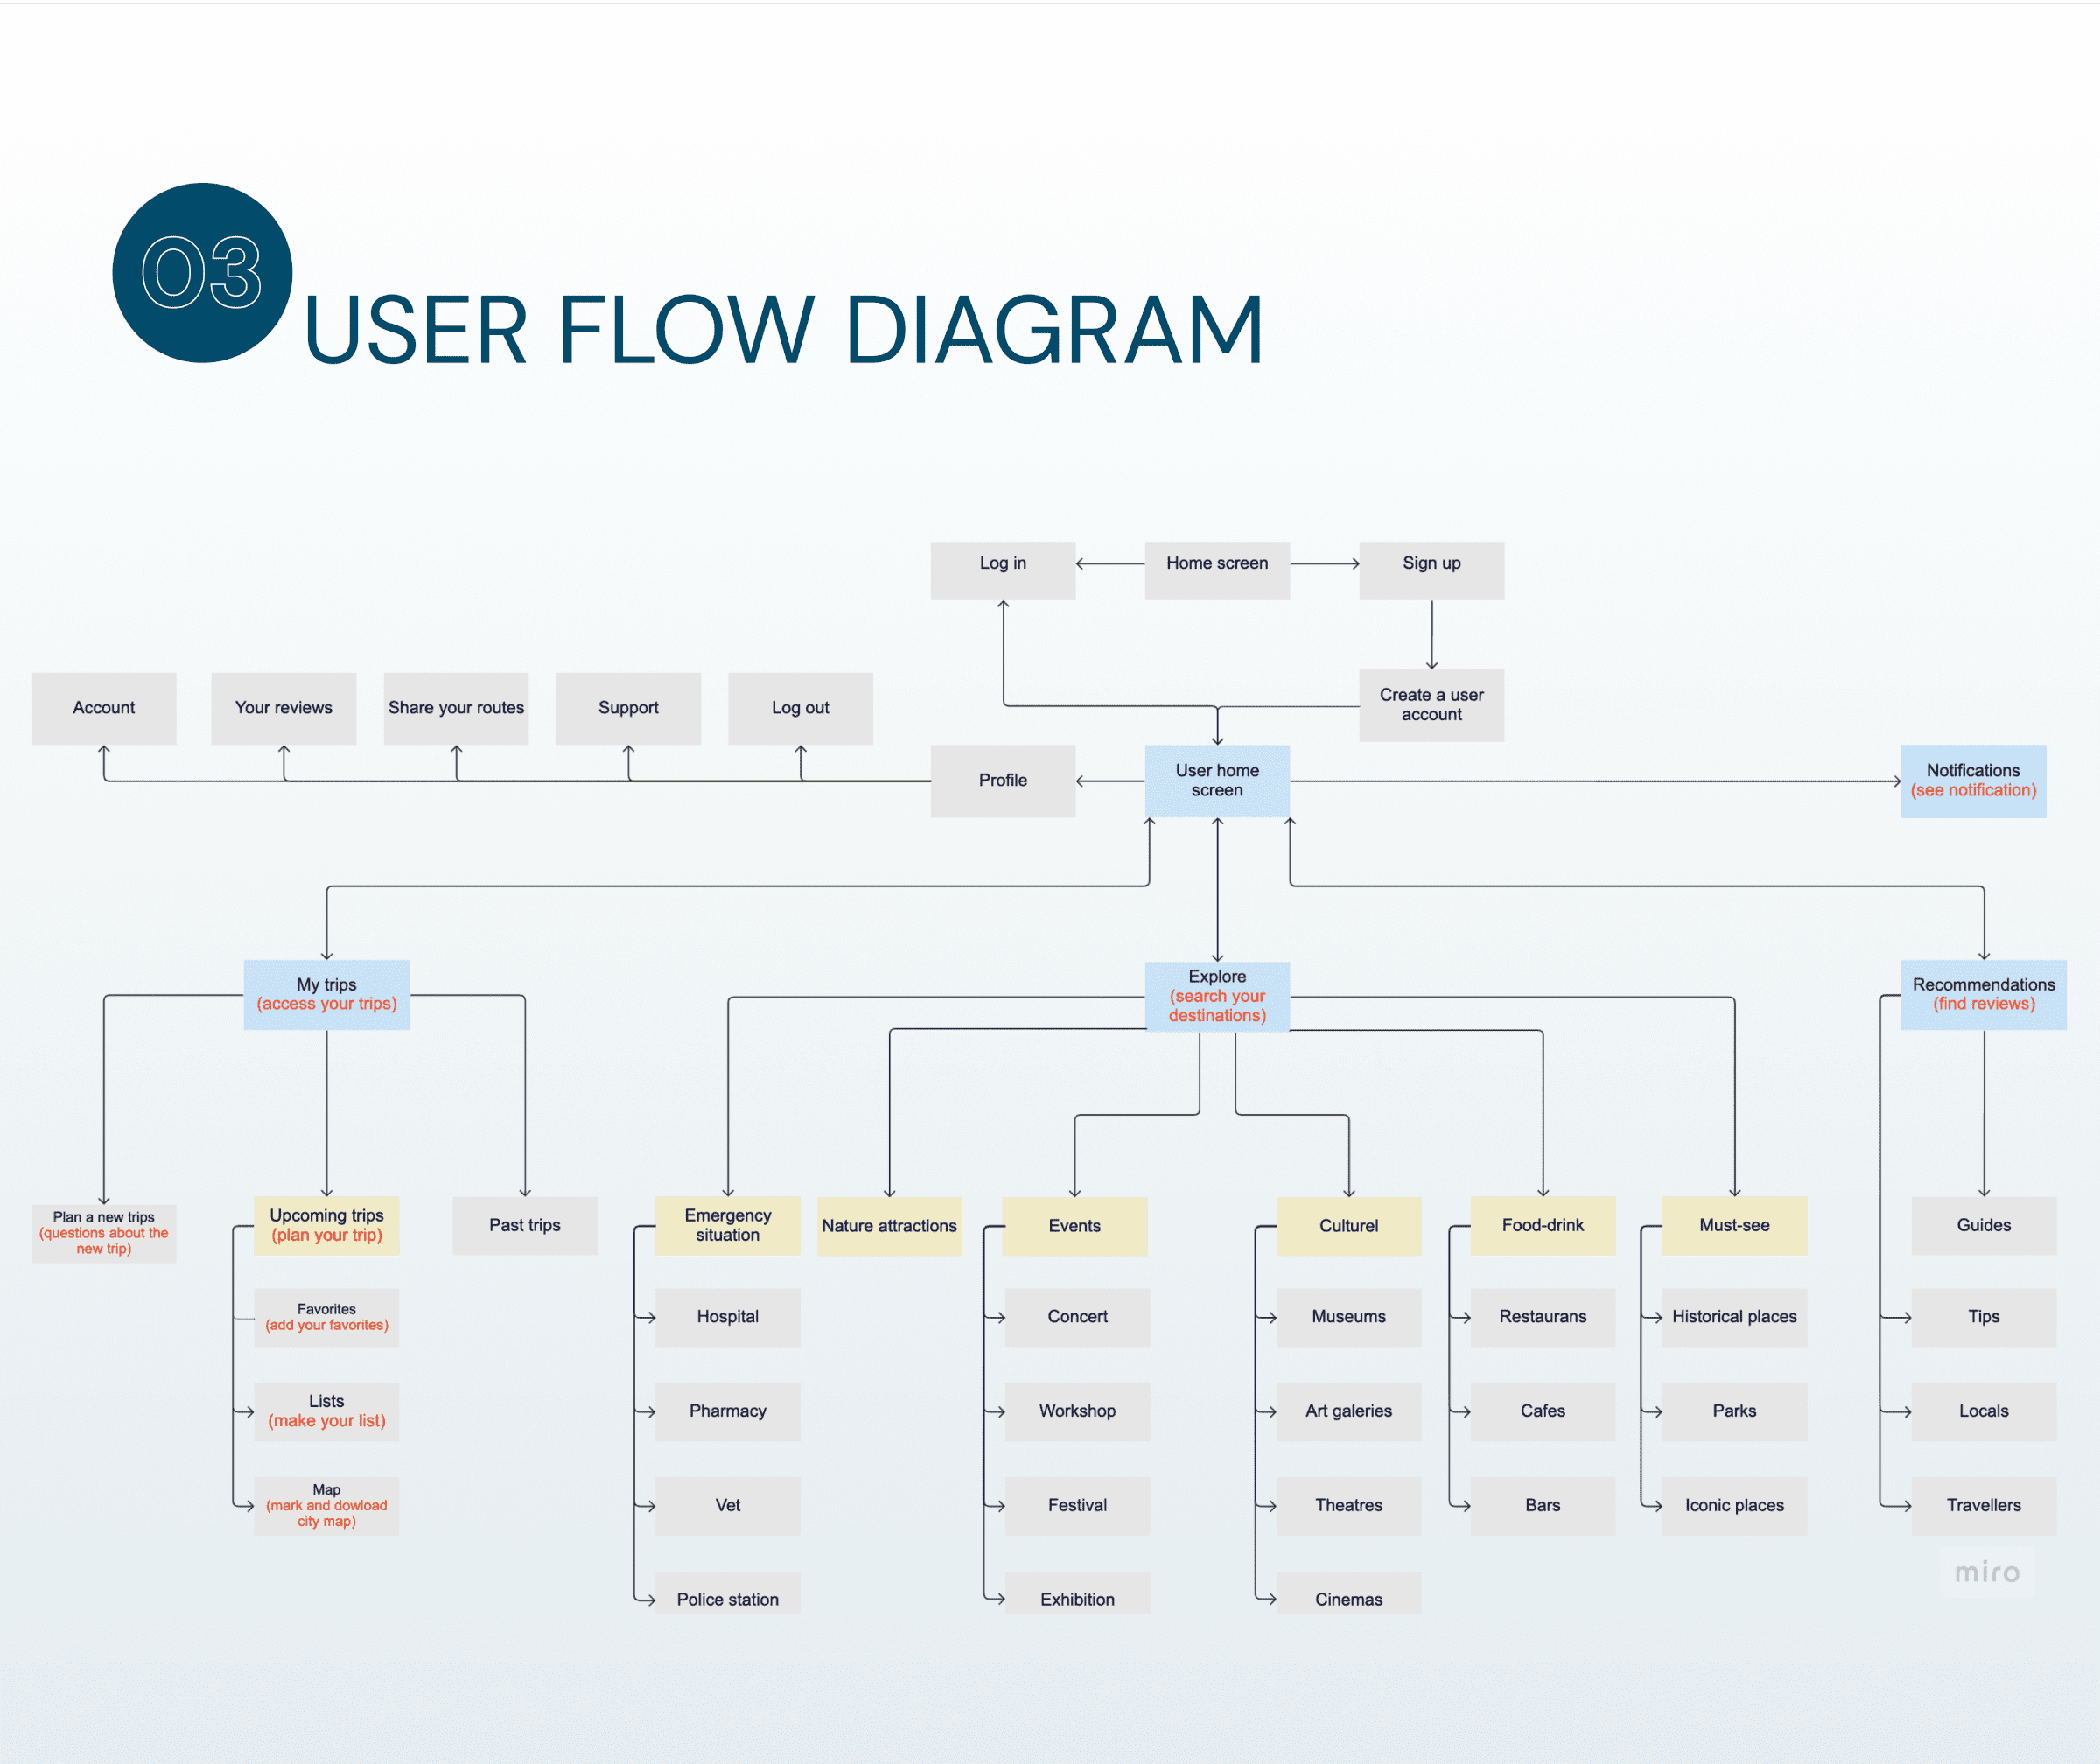 03
USER FLOW DIAGRAM
Log in
Home screen
Sign up
Create a user
account
Account
Your reviews
Share your routes
Support
Log out
Profile
User home
screen
Notifications
(see notification)
My trips
(access your trips)
Explore
(search your
destinations)
Recommendations
(find reviews)
Plan a new trips
(questions about the
new trip)
Upcoming trips
(plan your trip)
Past trips
Emergency
situation
Nature attractions
Events
Culturel
Food-drink
Must-see
Guides
Favorites
(add your favorites)
Hospital
Concert
Museums
Restaurans
Historical places
Tips
Lists
(make your list)
Pharmacy
Workshop
Art galeries
Cafes
Parks
Locals
Map
(mark and dowload
city map)
Vet
Festival
Theatres
Bars
Iconic places
Travellers
Police station
Exhibition
Cinemas
miro